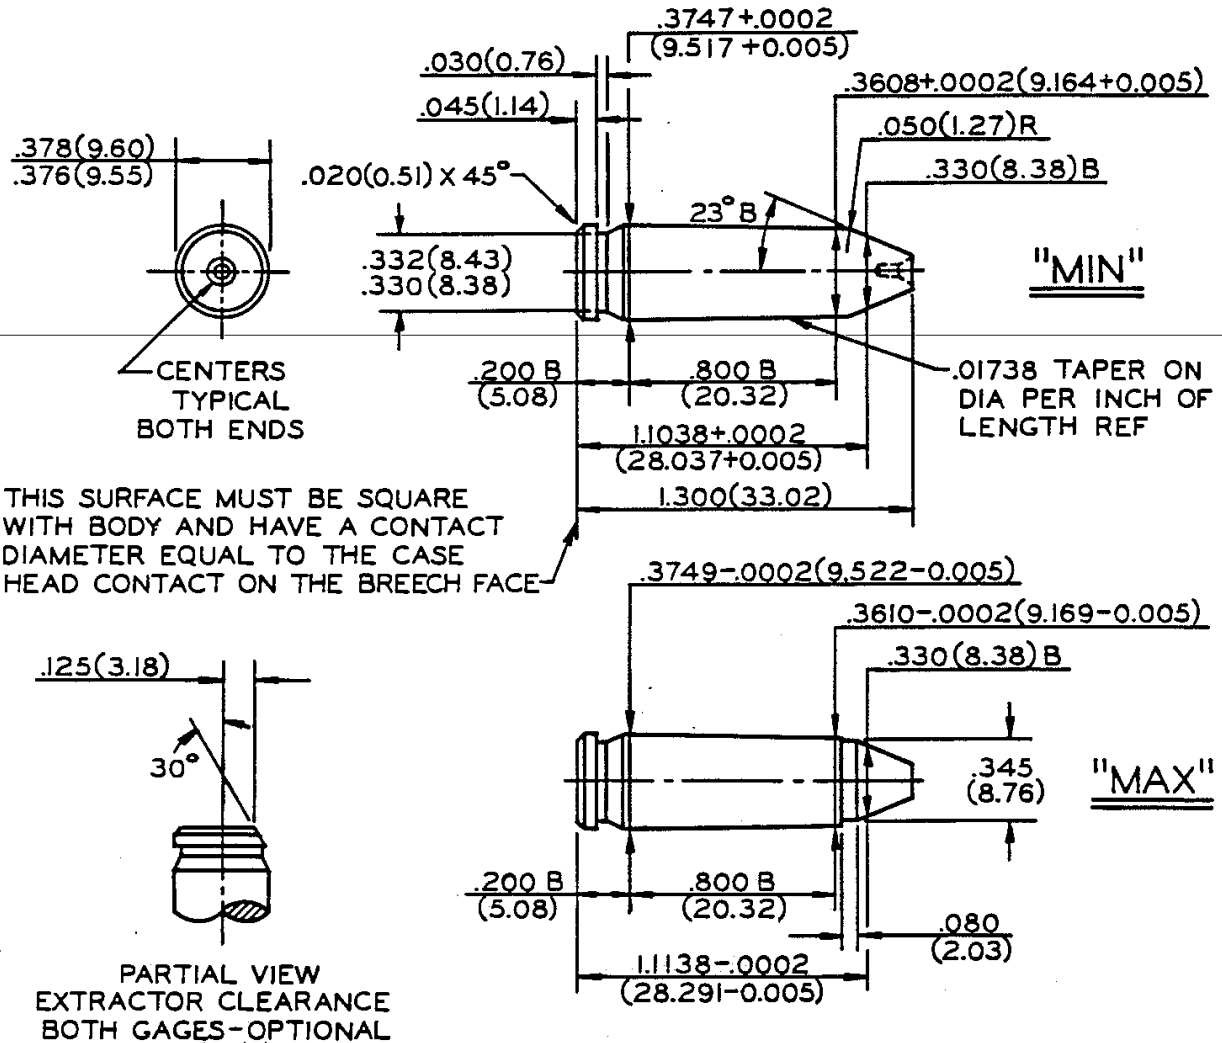 .3747+.0002
(9.517+0.005)
.030(0.76)
.3608+.0002(9.164+0.005)
.045(1.14)
.050(1.27)R
.378(9.60)
.376(9.55)
.020(0.51) X 45°
.330(8.38)B
23° B
.332(8.43)
.330(8.38)
"MIN"
CENTERS
TYPICAL
BOTH ENDS
.200 B
(5.08)
.800 B
(20.32)
.01738 TAPER ON
DIA PER INCH OF
LENGTH REF
1.1038+.0002
(28.037+0.005)
1.300(33.02)
THIS SURFACE MUST BE SQUARE
WITH BODY AND HAVE A CONTACT
DIAMETER EQUAL TO THE CASE
HEAD CONTACT ON THE BREECH FACE
.3749-.0002(9.522-0.005)
.3610-.0002(9.169-0.005)
.330(8.38)B
.125(3.18)
30°
.345
(8.76)
"MAX"
.200 B
(5.08)
.800 B
(20.32)
.080
(2.03)
1.1138-.0002
(28.291-0.005)
PARTIAL VIEW
EXTRACTOR CLEARANCE
BOTH GAGES-OPTIONAL